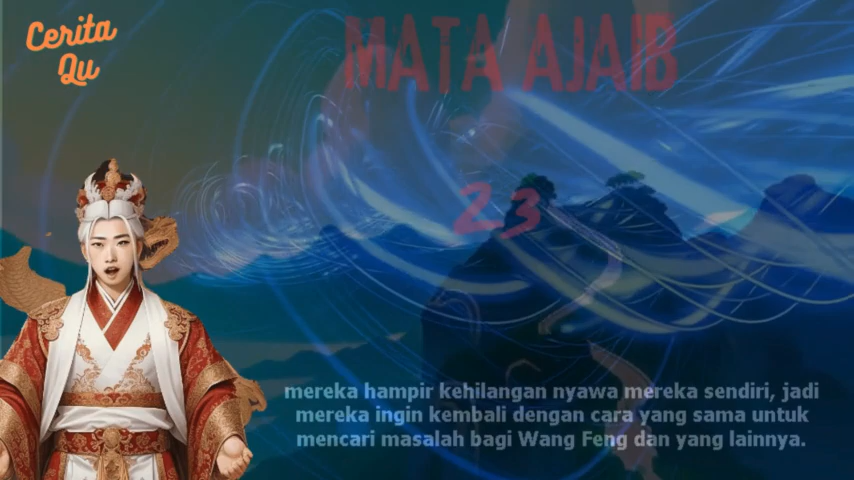 Cerita
Qu
MATA AJAIB
23
mereka hampir kehilangan nyawa mereka sendiri, jadi
mereka ingin kembali dengan cara yang sama untuk
mencari masalah bagi Wang Feng dan yang lainnya.